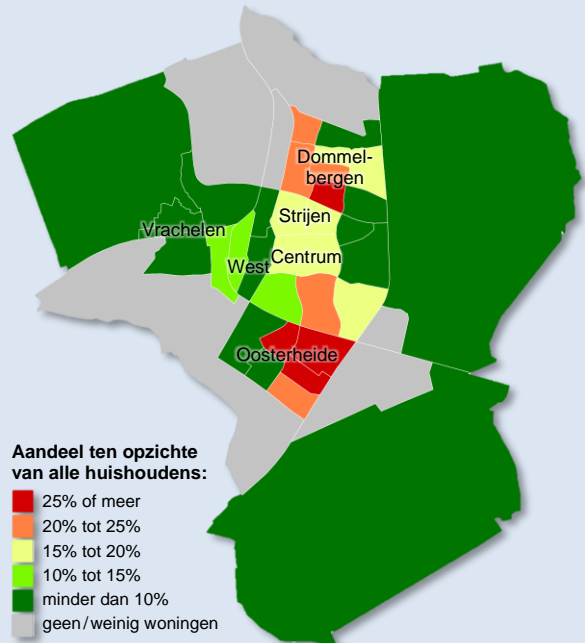 Dommel-
bergen
Strijen
Vrachelen
West
Centrum
Oosterheide
Aandeel ten opzichte
van alle huishoudens:
25% of meer
20% tot 25%
15% tot 20%
10% tot 15%
minder dan 10%
geen/weinig woningen